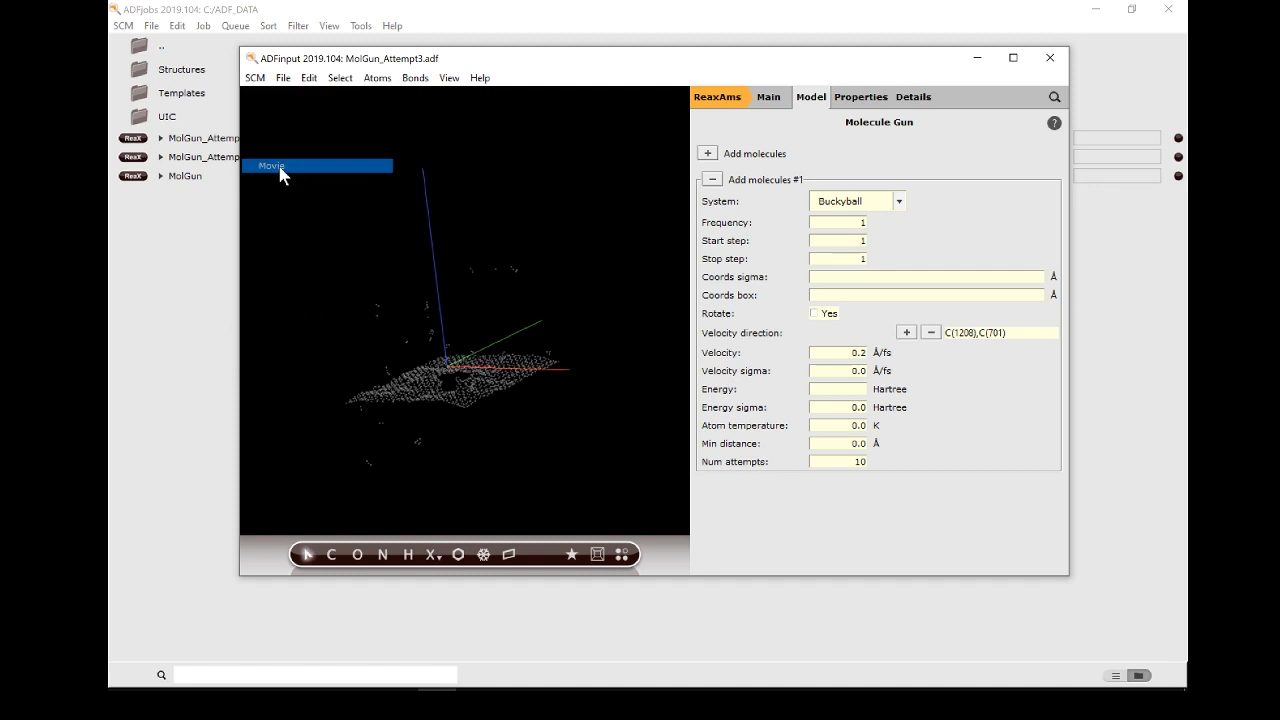 ADFjobs 2019.104: C:/ADF_DATA
SCM File Edit Job Queue Sort Filter View Tools Help
..
Structures
Templates
UIC
ReaX MolGun_Attemp
ReaX MolGun_Attemp
ReaX MolGun
ADFinput 2019.104: MolGun_Attempt3.adf
SCM File Edit Select Atoms Bonds View Help
Movie
C O N H X
ReaxAms Main Model Properties Details
Molecule Gun ?
+ Add molecules
− Add molecules #1
System: Buckyball
Frequency: 1
Start step: 1
Stop step: 1
Coords sigma: Å
Coords box: Å
Rotate: Yes
Velocity direction: + − C(1208),C(701)
Velocity: 0.2 Å/fs
Velocity sigma: 0.0 Å/fs
Energy: Hartree
Energy sigma: 0.0 Hartree
Atom temperature: 0.0 K
Min distance: 0.0 Å
Num attempts: 10